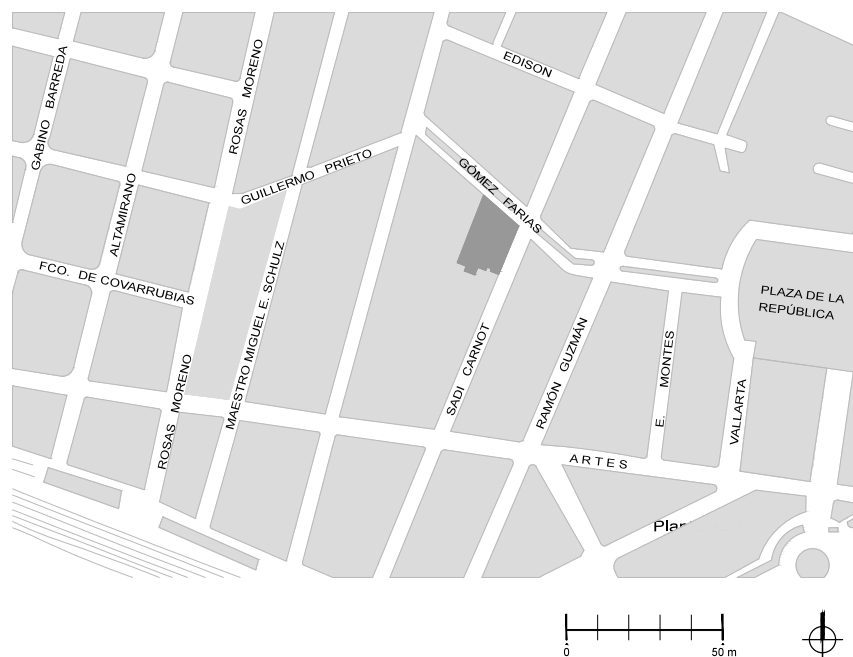 EDISON
GABINO BARREDA
ROSAS MORENO
GUILLERMO PRIETO
GÓMEZ FARIAS
ALTAMIRANO
FCO. DE COVARRUBIAS
MAESTRO MIGUEL E. SCHULZ
PLAZA DE LA
REPÚBLICA
SADI CARNOT
RAMÓN GUZMÁN
E. MONTES
ROSAS MORENO
VALLARTA
ARTES
0
50 m